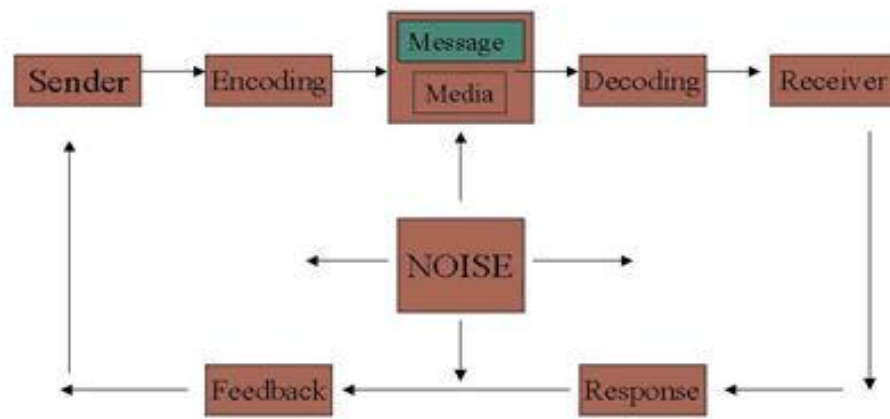 Message
Sender
Encoding
Media
Decoding
Receiver
NOISE
Feedback
Response